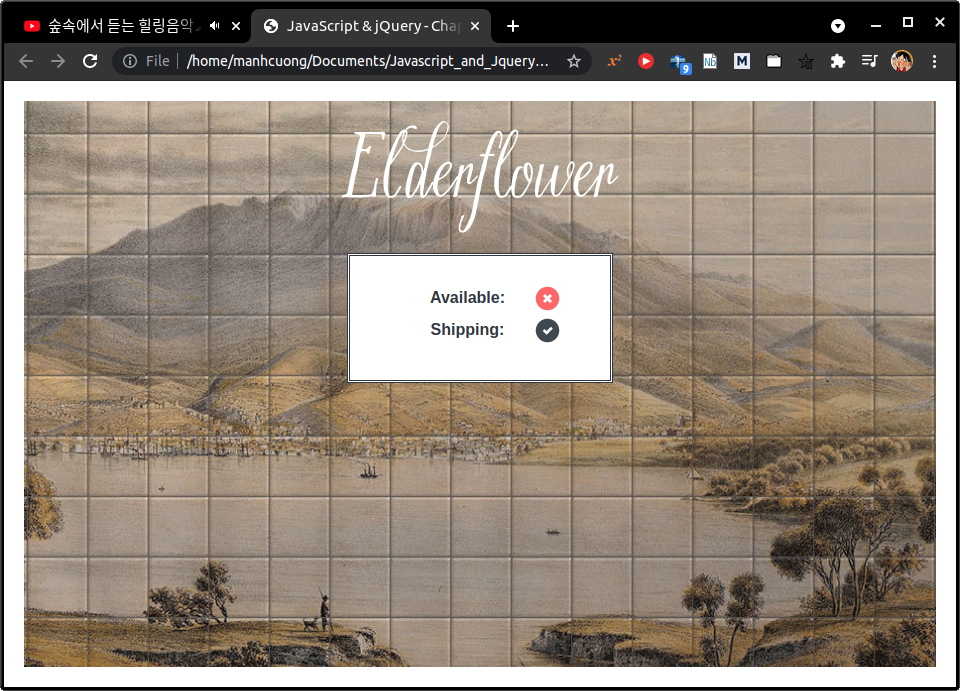 숲속에서 듣는 힐링음악
JavaScript & jQuery - Chap
File
/home/manhcuong/Documents/Javascript_and_Jquery...
x²
9
M
Elderflower
Available:
Shipping: